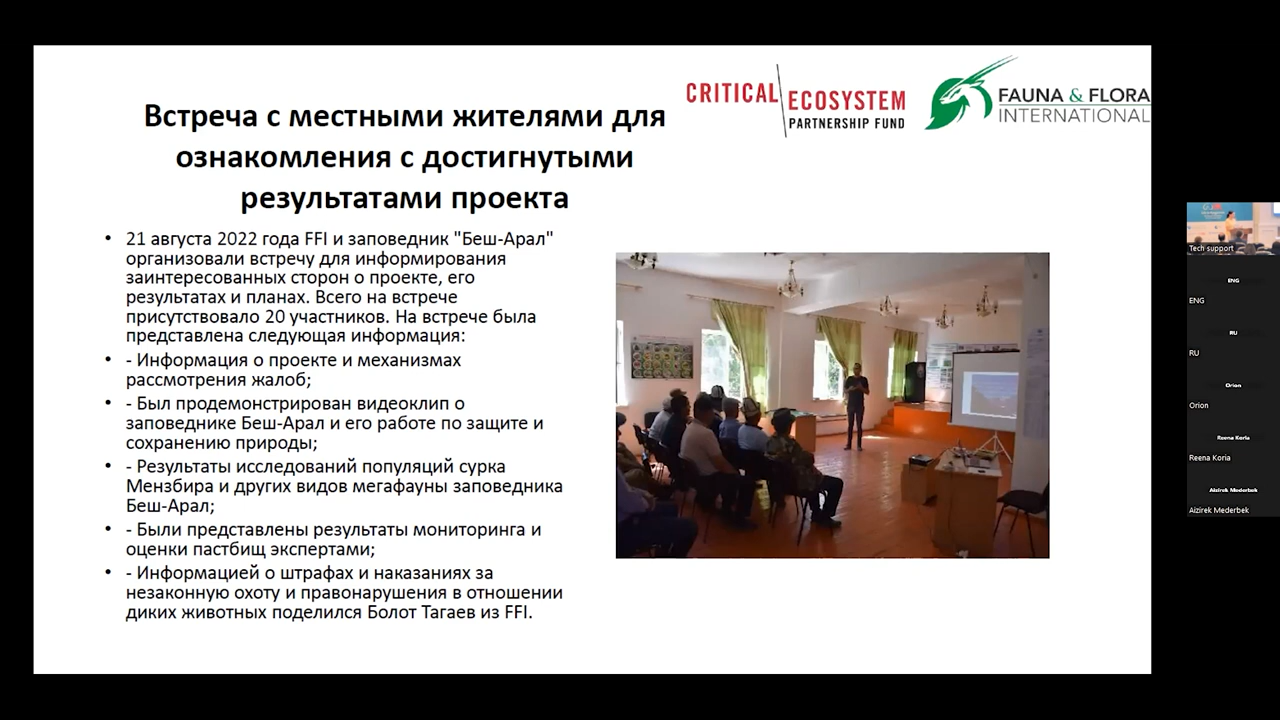 Встреча с местными жителями для
ознакомления с достигнутыми
результатами проекта
CRITICAL ECOSYSTEM
PARTNERSHIP FUND
FAUNA & FLORA
INTERNATIONAL
• 21 августа 2022 года FFI и заповедник "Беш-Арал"
организовали встречу для информирования
заинтересованных сторон о проекте, его
результатах и планах. Всего на встрече
присутствовало 20 участников. На встрече была
представлена следующая информация:
• - Информация о проекте и механизмах
рассмотрения жалоб;
• - Был продемонстрирован видеоклип о
заповеднике Беш-Арал и его работе по защите и
сохранению природы;
• - Результаты исследований популяций сурка
Мензбира и других видов мегафауны заповедника
Беш-Арал;
• - Были представлены результаты мониторинга и
оценки пастбищ экспертами;
• - Информацией о штрафах и наказаниях за
незаконную охоту и правонарушения в отношении
диких животных поделился Болот Тагаев из FFI.
Tech support
ENG
ENG
RU
RU
Orion
Orion
Reena Koria
Reena Koria
Aizirek Mederbek
Aizirek Mederbek